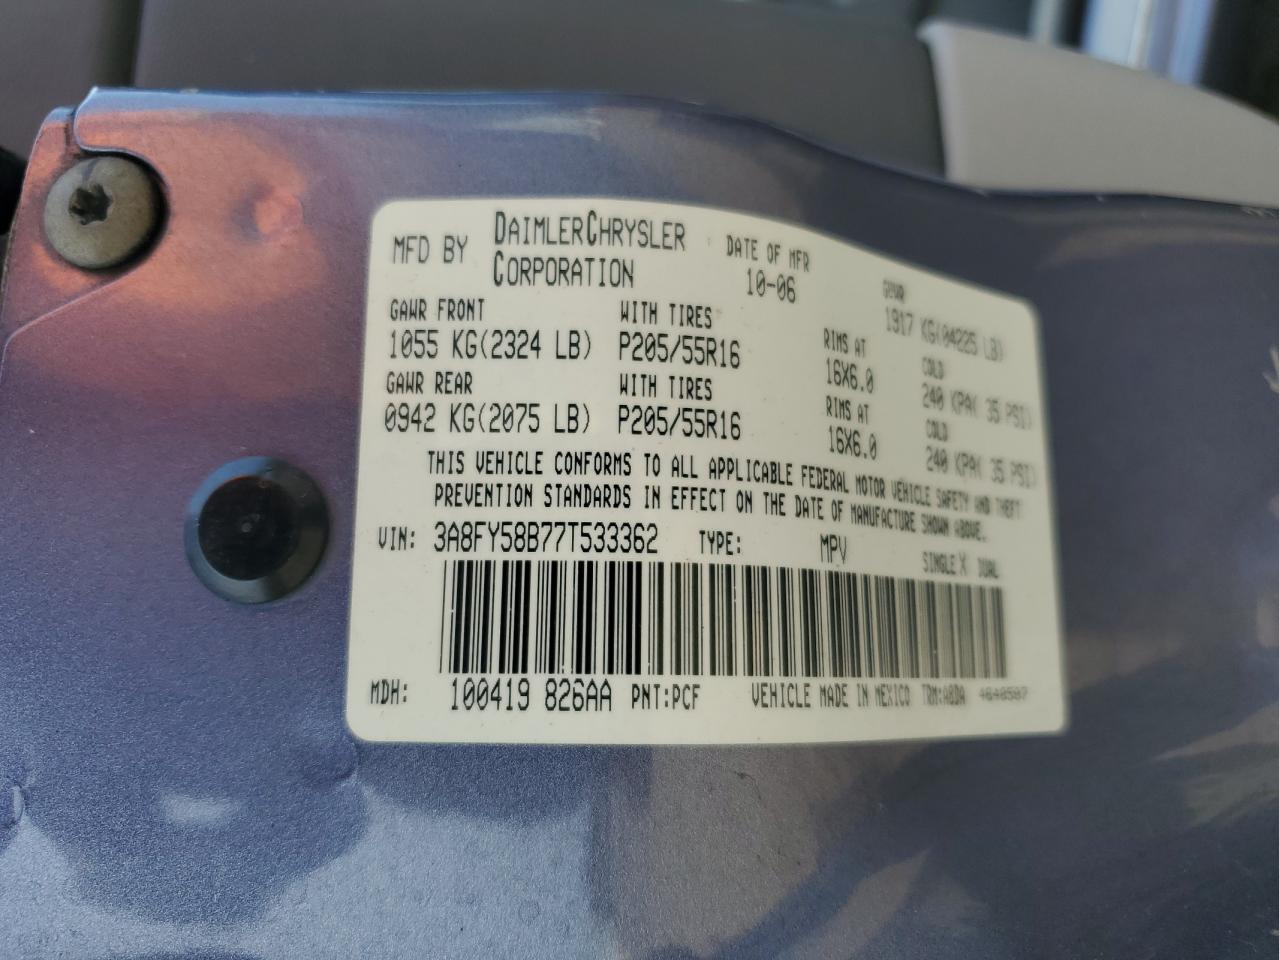 MFD BY DAIMLERCHRYSLER CORPORATION DATE OF MFR 10-06 GVWR 1917 KG(04225 LB)
GAWR FRONT WITH TIRES RIMS AT COLD
1055 KG(2324 LB) P205/55R16 16X6.0 240 KPA( 35 PSI)
GAWR REAR WITH TIRES RIMS AT COLD
0942 KG(2075 LB) P205/55R16 16X6.0 240 KPA( 35 PSI)
THIS VEHICLE CONFORMS TO ALL APPLICABLE FEDERAL MOTOR VEHICLE SAFETY AND THEFT
PREVENTION STANDARDS IN EFFECT ON THE DATE OF MANUFACTURE SHOWN ABOVE.
VIN: 3A8FY58B77T533362 TYPE: MPV SINGLE X DUAL
MDH: 100419 826AA PNT:PCF VEHICLE MADE IN MEXICO TRM:A8DA